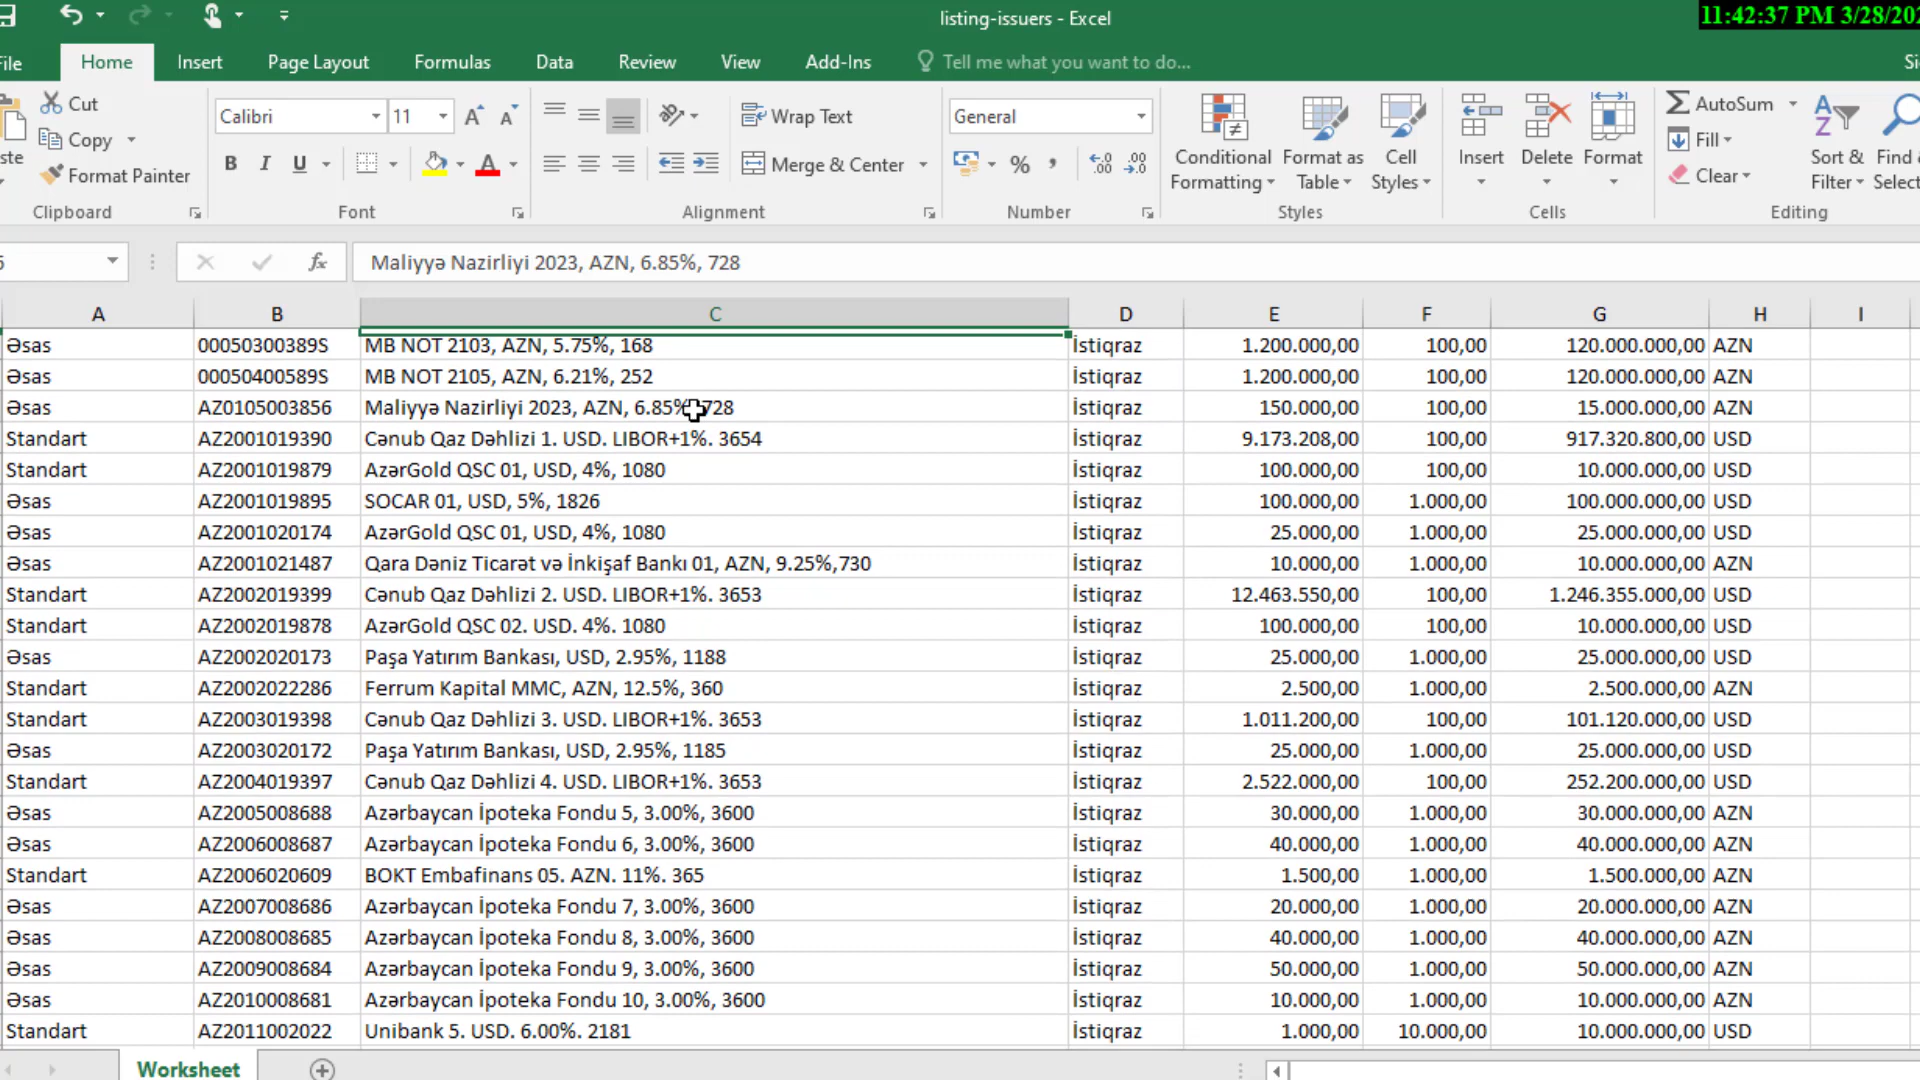 listing-issuers - Excel
11:42:37 PM 3/28/202
File Home Insert Page Layout Formulas Data Review View Add-Ins Tell me what you want to do...
Cut
Copy
Format Painter
Clipboard
Calibri 11
B I U
Font
Wrap Text
Merge & Center
Alignment
General
%
Number
Conditional Formatting
Format as Table
Cell Styles
Styles
Insert Delete Format
Cells
AutoSum
Fill
Clear
Sort & Filter
Find &
Select
Editing
fx Maliyyə Nazirliyi 2023, AZN, 6.85%, 728
A B C D E F G H I
Əsas 00050300389S MB NOT 2103, AZN, 5.75%, 168 İstiqraz 1.200.000,00 100,00 120.000.000,00 AZN
Əsas 00050400589S MB NOT 2105, AZN, 6.21%, 252 İstiqraz 1.200.000,00 100,00 120.000.000,00 AZN
Əsas AZ0105003856 Maliyyə Nazirliyi 2023, AZN, 6.85% 728 İstiqraz 150.000,00 100,00 15.000.000,00 AZN
Standart AZ2001019390 Cənub Qaz Dəhlizi 1. USD. LIBOR+1%. 3654 İstiqraz 9.173.208,00 100,00 917.320.800,00 USD
Standart AZ2001019879 AzərGold QSC 01, USD, 4%, 1080 İstiqraz 100.000,00 100,00 10.000.000,00 USD
Əsas AZ2001019895 SOCAR 01, USD, 5%, 1826 İstiqraz 100.000,00 1.000,00 100.000.000,00 USD
Əsas AZ2001020174 AzərGold QSC 01, USD, 4%, 1080 İstiqraz 25.000,00 1.000,00 25.000.000,00 USD
Əsas AZ2001021487 Qara Dəniz Ticarət və İnkişaf Bankı 01, AZN, 9.25%,730 İstiqraz 10.000,00 1.000,00 10.000.000,00 AZN
Standart AZ2002019399 Cənub Qaz Dəhlizi 2. USD. LIBOR+1%. 3653 İstiqraz 12.463.550,00 100,00 1.246.355.000,00 USD
Standart AZ2002019878 AzərGold QSC 02. USD. 4%. 1080 İstiqraz 100.000,00 100,00 10.000.000,00 USD
Əsas AZ2002020173 Paşa Yatırım Bankası, USD, 2.95%, 1188 İstiqraz 25.000,00 1.000,00 25.000.000,00 USD
Standart AZ2002022286 Ferrum Kapital MMC, AZN, 12.5%, 360 İstiqraz 2.500,00 1.000,00 2.500.000,00 AZN
Standart AZ2003019398 Cənub Qaz Dəhlizi 3. USD. LIBOR+1%. 3653 İstiqraz 1.011.200,00 100,00 101.120.000,00 USD
Əsas AZ2003020172 Paşa Yatırım Bankası, USD, 2.95%, 1185 İstiqraz 25.000,00 1.000,00 25.000.000,00 USD
Standart AZ2004019397 Cənub Qaz Dəhlizi 4. USD. LIBOR+1%. 3653 İstiqraz 2.522.000,00 100,00 252.200.000,00 USD
Əsas AZ2005008688 Azərbaycan İpoteka Fondu 5, 3.00%, 3600 İstiqraz 30.000,00 1.000,00 30.000.000,00 AZN
Əsas AZ2006008687 Azərbaycan İpoteka Fondu 6, 3.00%, 3600 İstiqraz 40.000,00 1.000,00 40.000.000,00 AZN
Standart AZ2006020609 BOKT Embafinans 05. AZN. 11%. 365 İstiqraz 1.500,00 1.000,00 1.500.000,00 AZN
Əsas AZ2007008686 Azərbaycan İpoteka Fondu 7, 3.00%, 3600 İstiqraz 20.000,00 1.000,00 20.000.000,00 AZN
Əsas AZ2008008685 Azərbaycan İpoteka Fondu 8, 3.00%, 3600 İstiqraz 40.000,00 1.000,00 40.000.000,00 AZN
Əsas AZ2009008684 Azərbaycan İpoteka Fondu 9, 3.00%, 3600 İstiqraz 50.000,00 1.000,00 50.000.000,00 AZN
Əsas AZ2010008681 Azərbaycan İpoteka Fondu 10, 3.00%, 3600 İstiqraz 10.000,00 1.000,00 10.000.000,00 AZN
Standart AZ2011002022 Unibank 5. USD. 6.00%. 2181 İstiqraz 1.000,00 10.000,00 10.000.000,00 USD
Worksheet